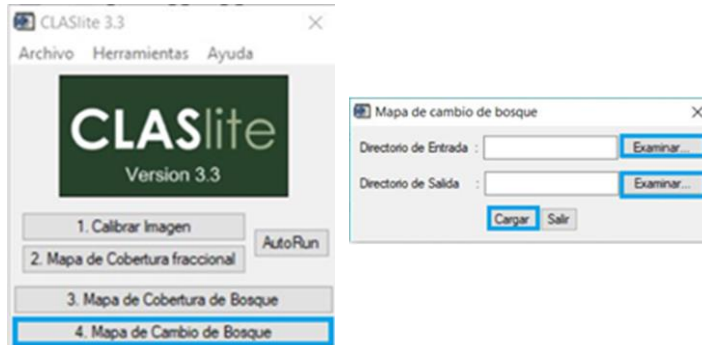 CLASlite 3.3
Archivo Herramientas Ayuda
CLASlite
Version 3.3
1. Calibrar Imagen
2. Mapa de Cobertura fraccional
AutoRun
3. Mapa de Cobertura de Bosque
4. Mapa de Cambio de Bosque
Mapa de cambio de bosque
Directorio de Entrada : Examinar...
Directorio de Salida : Examinar...
Cargar Salir